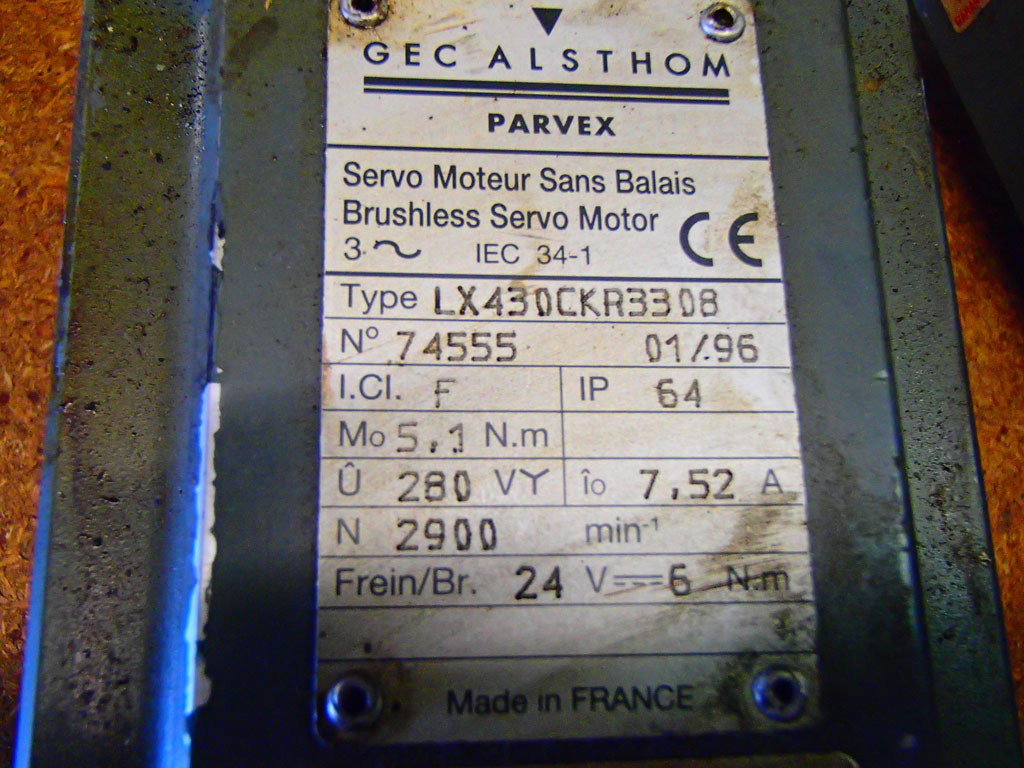 GEC ALSTHOM
PARVEX
Servo Moteur Sans Balais
Brushless Servo Motor CE
3 ~ IEC 34-1
Type LX430CKR3308
N° 74555 01/.96
I.Cl. F IP 64
Mo 5,1 N.m
Û 280 VY îo 7,52 A
N 2900 min⁻¹
Frein/Br. 24 V⎓ 6 N.m
Made in FRANCE